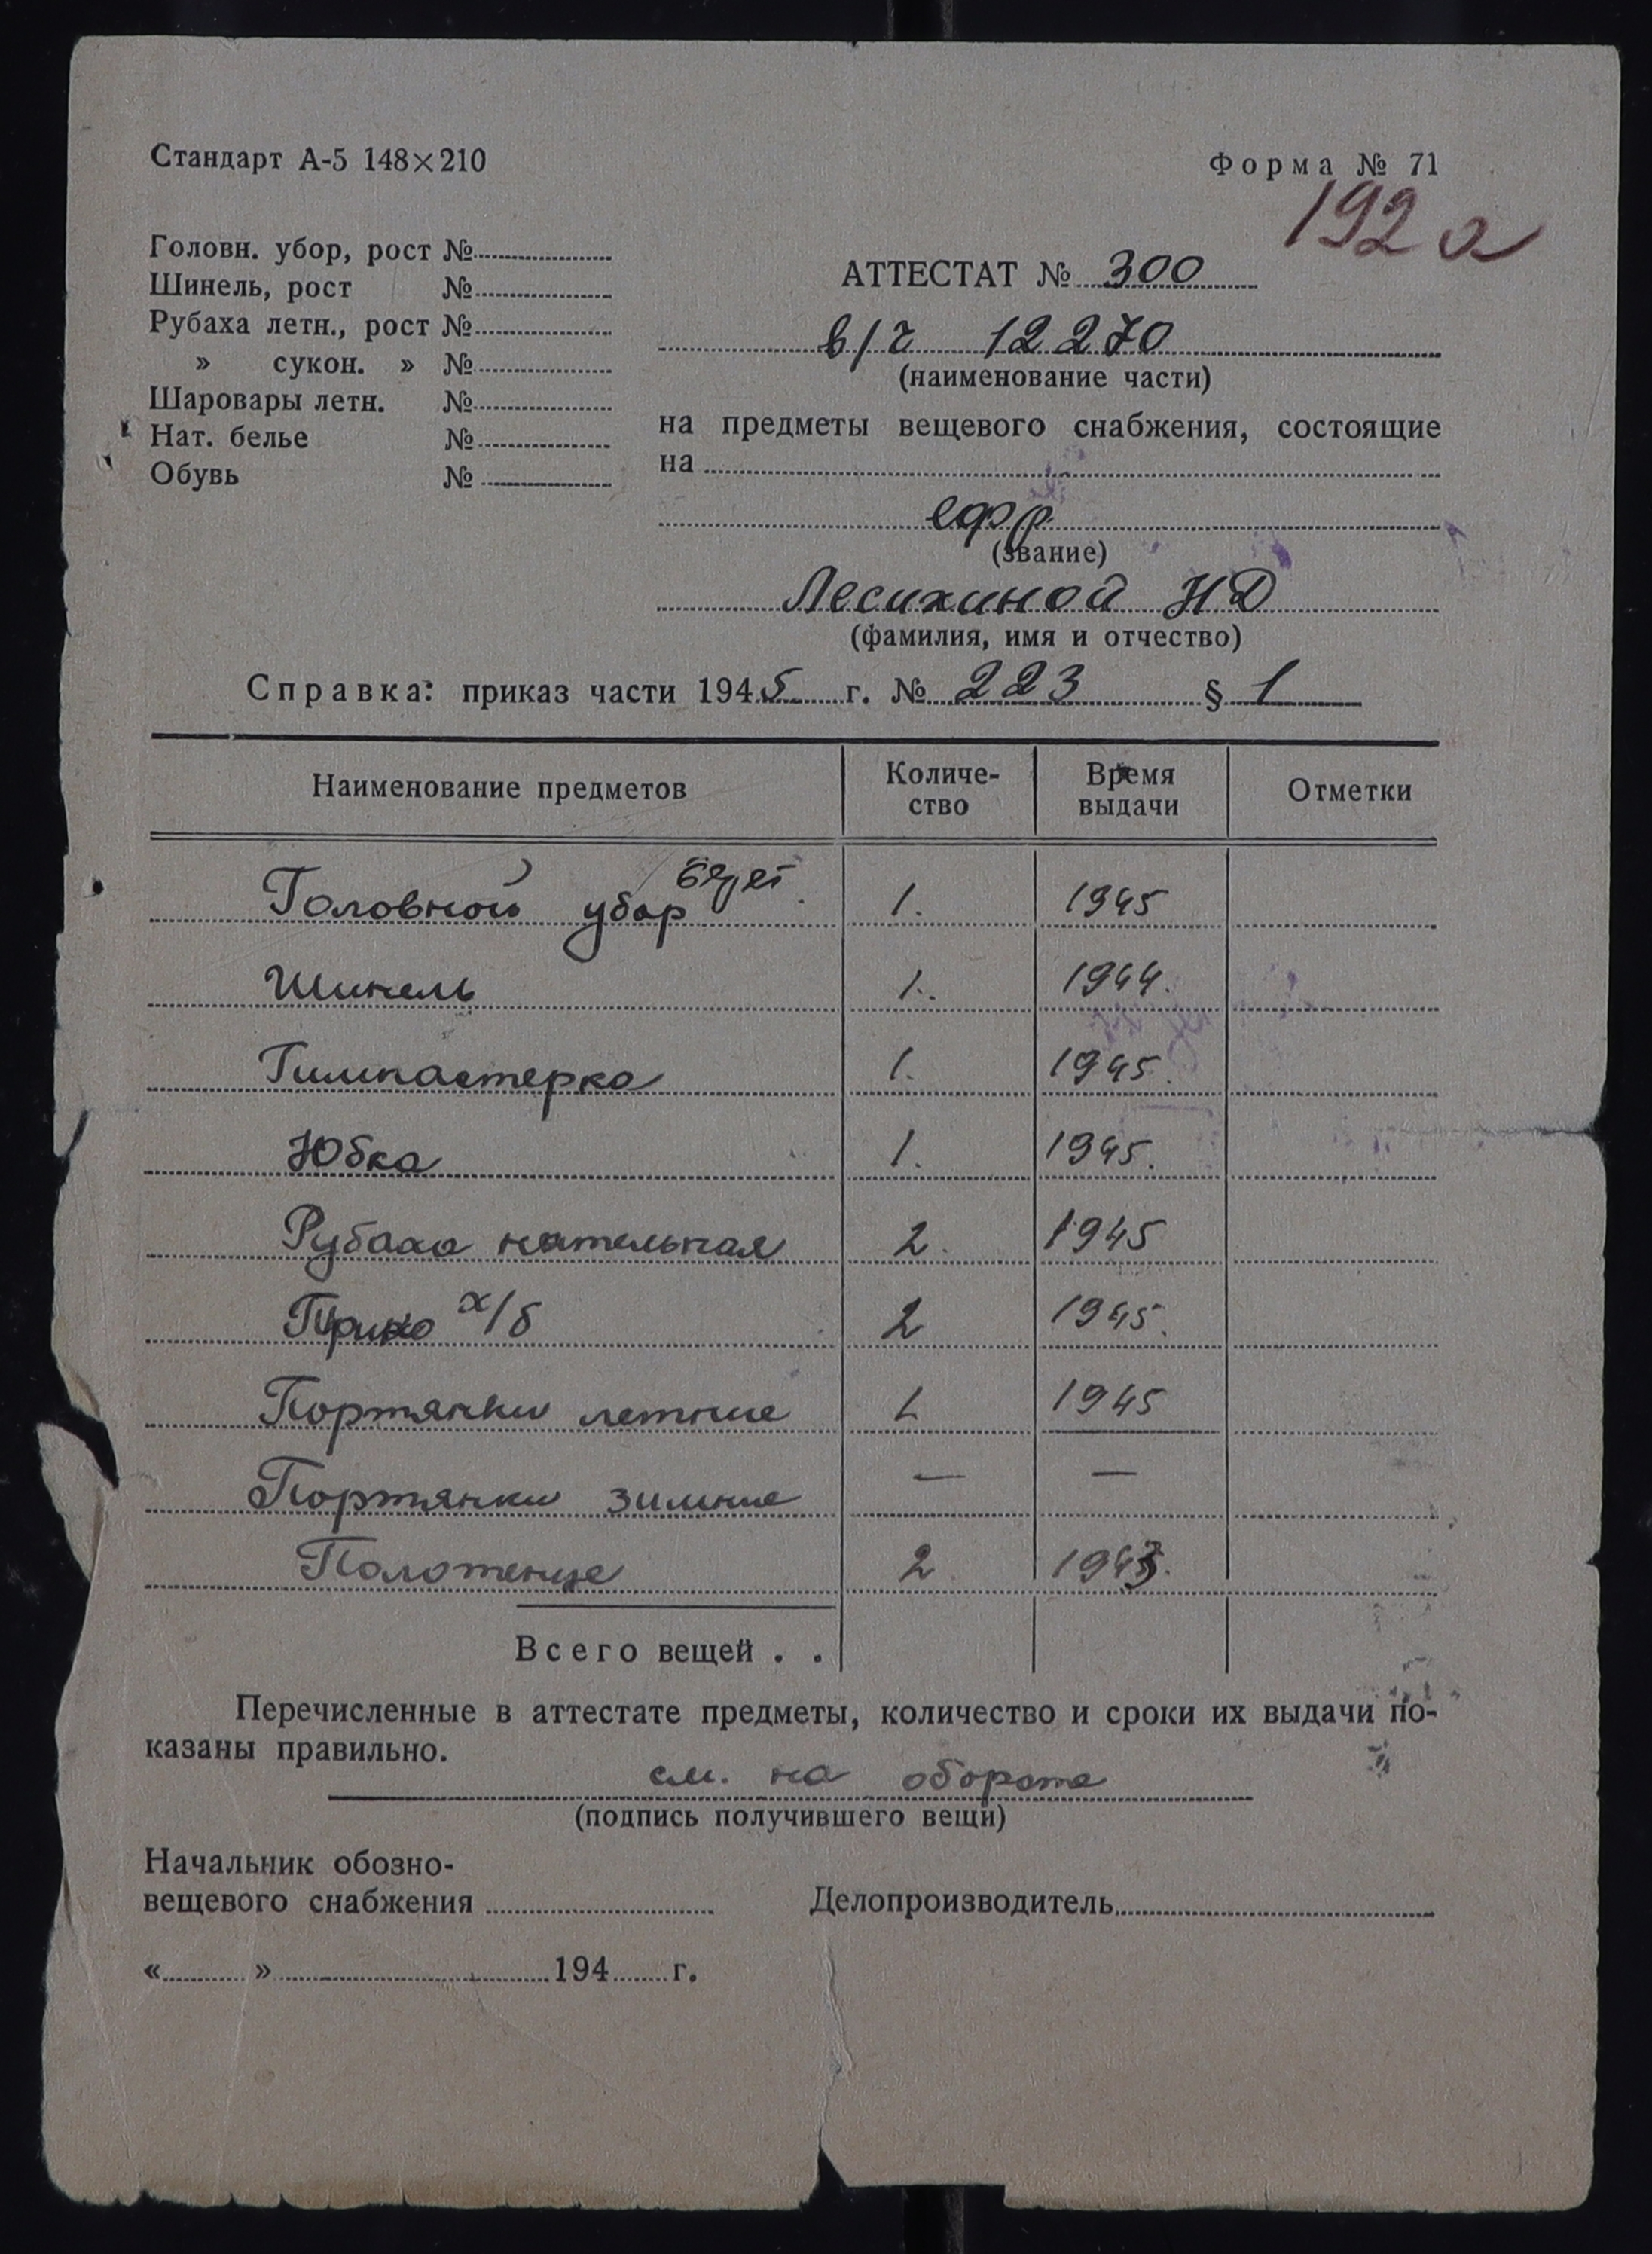 Стандарт А-5 148×210
Форма № 71
192 а
Головн. убор, рост №
Шинель, рост №
Рубаха летн., рост №
» сукон. » №
Шаровары летн. №
Нат. белье №
Обувь №
АТТЕСТАТ № 300
в/ч 12270
(наименование части)
на предметы вещевого снабжения, состоящие
на
ефр
(звание)
Лесихиной НД
(фамилия, имя и отчество)
Справка: приказ части 1945 г. № 223 § 1
Наименование предметов Количе-ство Время выдачи Отметки
Головной убор берет 1. 1945
Шинель 1. 1944.
Гимнастерка 1. 1945.
Юбка 1. 1945.
Рубаха нательная 2. 1945
Трико х/б 2 1945.
Портянки летние 1 1945
Портянки зимние — —
Полотенце 2. 1943.
Всего вещей . .
Перечисленные в аттестате предметы, количество и сроки их выдачи по-
казаны правильно.
см. на обороте
(подпись получившего вещи)
Начальник обозно-
вещевого снабжения
Делопроизводитель
« » 194 г.